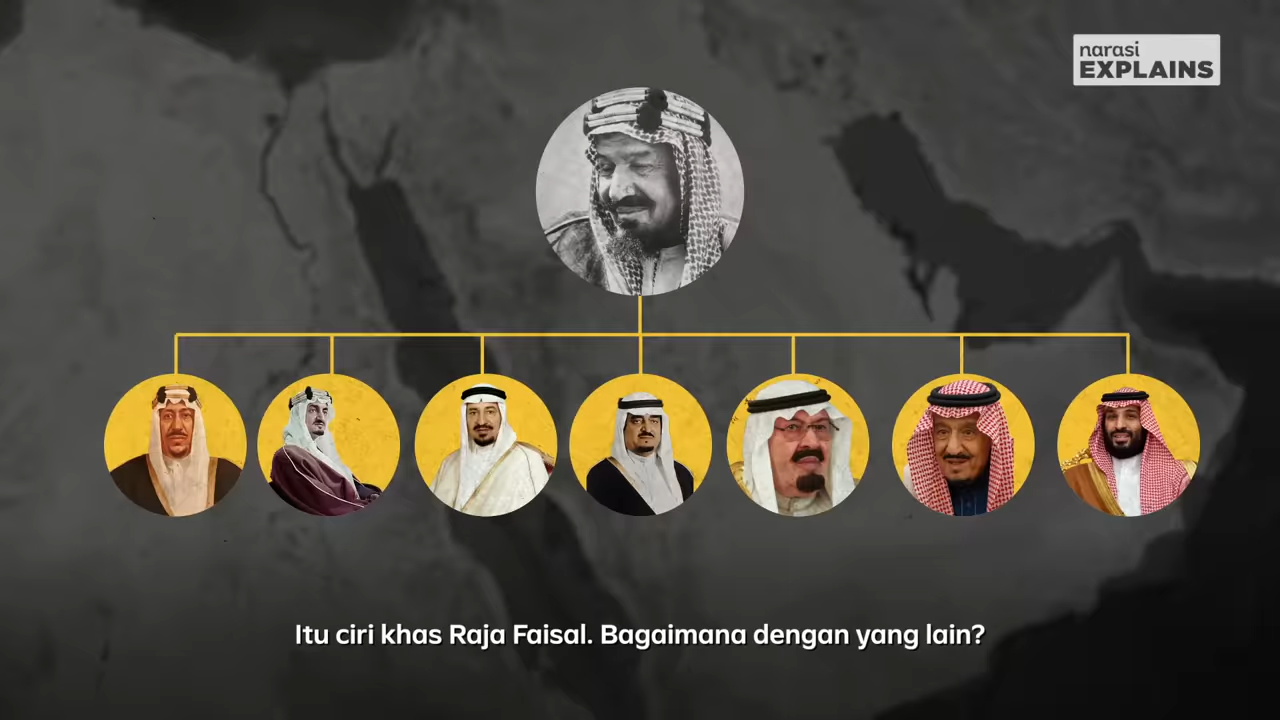 narasi
EXPLAINS
Itu ciri khas Raja Faisal. Bagaimana dengan yang lain?